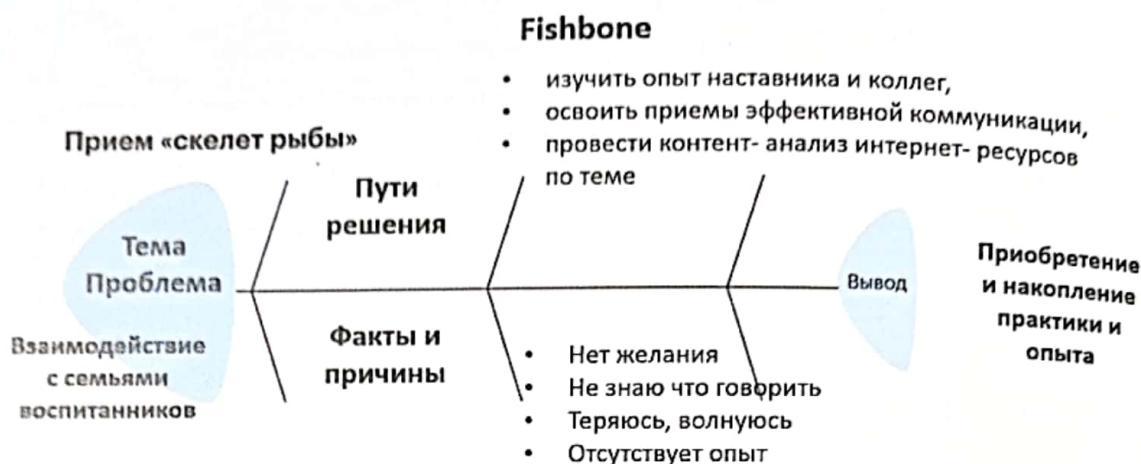 Fishbone
• изучить опыт наставника и коллег,
• освоить приемы эффективной коммуникации,
• провести контент- анализ интернет- ресурсов
по теме
Прием «скелет рыбы»
Пути
решения
Тема
Проблема
Взаимодействие
с семьями
воспитанников
Факты и
причины
• Нет желания
• Не знаю что говорить
• Теряюсь, волнуюсь
• Отсутствует опыт
Вывод
Приобретение
и накопление
практики и
опыта